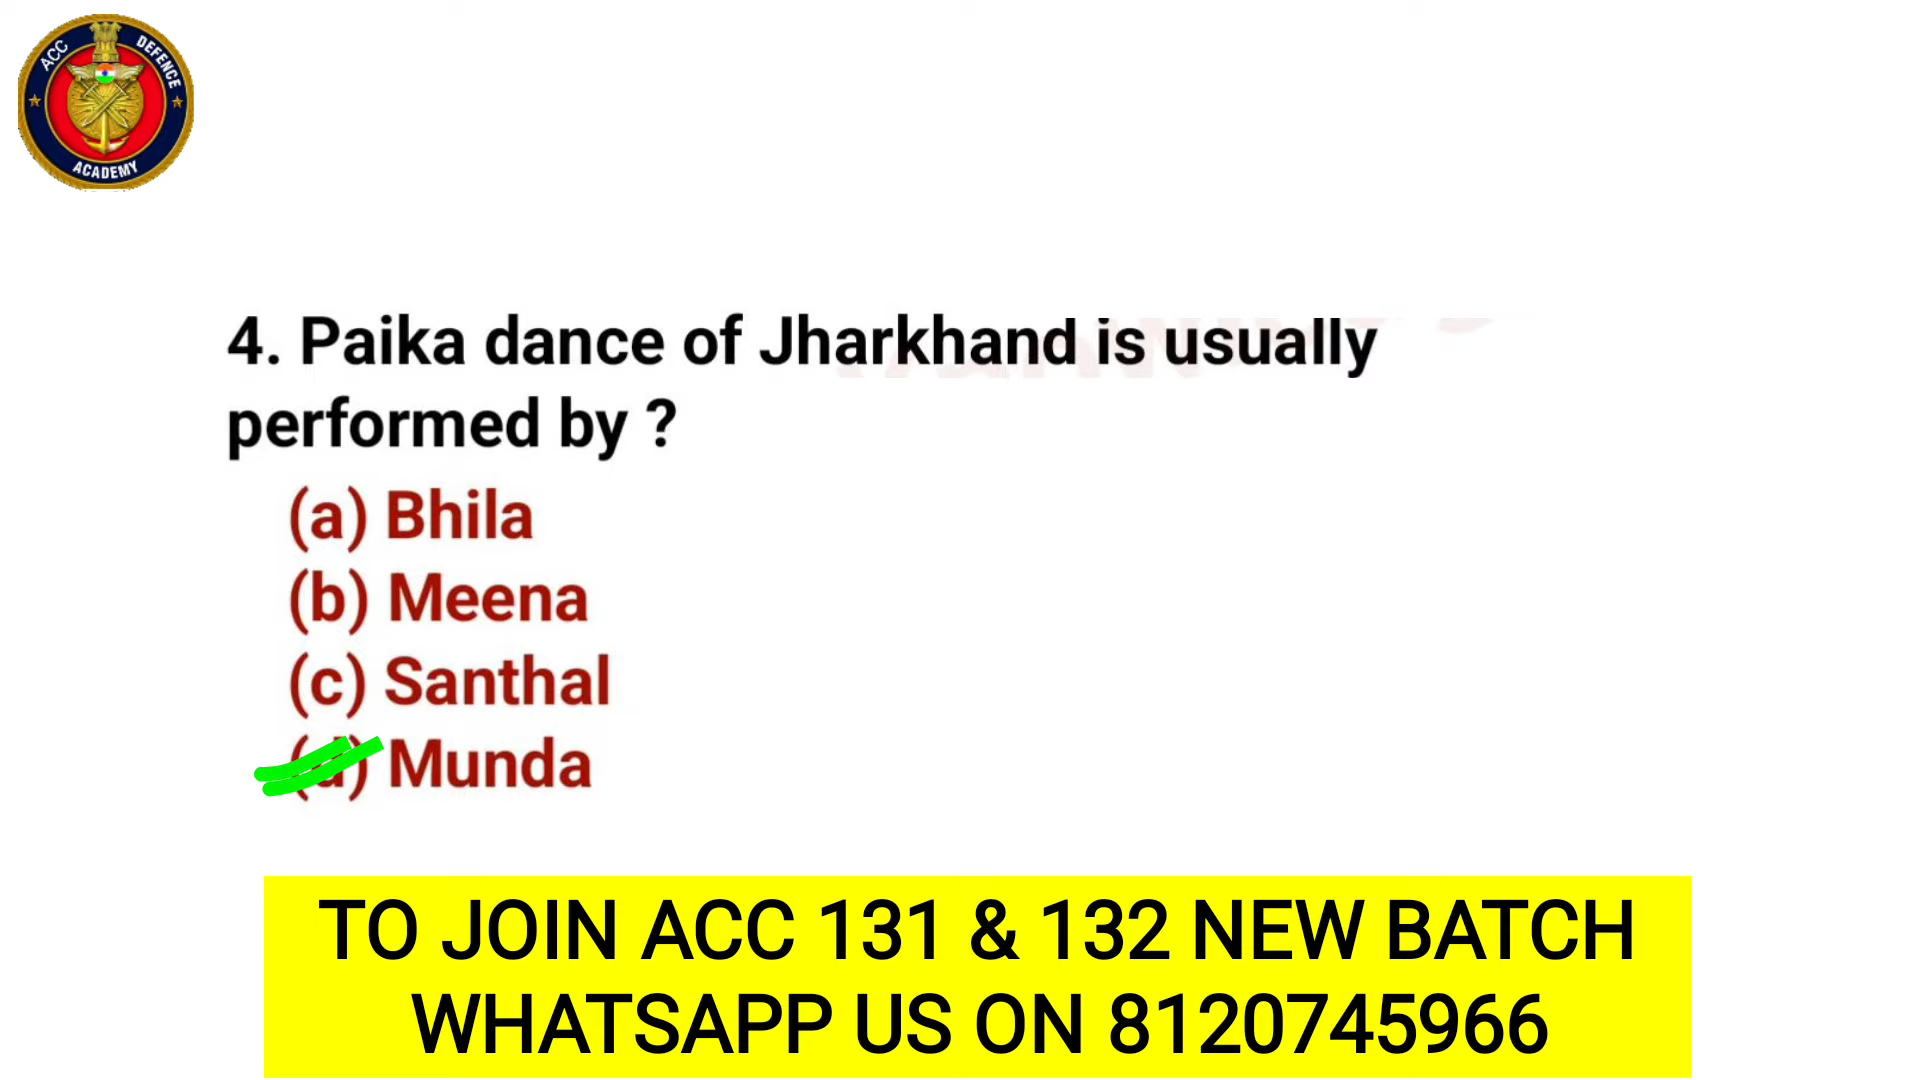 ACC DEFENCE
ACADEMY
4. Paika dance of Jharkhand is usually
performed by ?
(a) Bhila
(b) Meena
(c) Santhal
(d) Munda
TO JOIN ACC 131 & 132 NEW BATCH
WHATSAPP US ON 8120745966